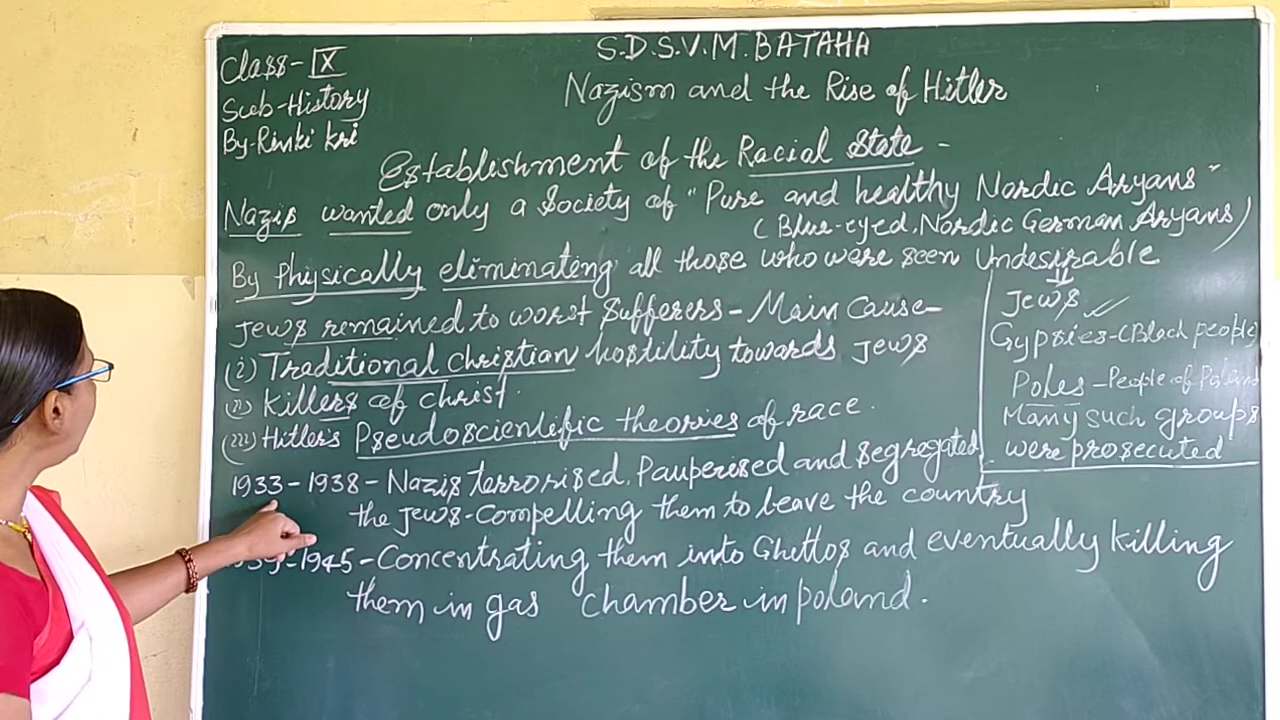 S.D.S.V.M. BATAHA
Class - IX
Sub - History
By - Rinki Kri
Nazism and the Rise of Hitler
Establishment of the Racial State -
Nazis wanted only a Society of "Pure and healthy Nordic Aryans"
(Blue-eyed, Nordic German Aryans)
By Physically eliminating all those who were seen Undesirable
Jews
Gypsies - (Black people)
Poles - People of Poland
Many such groups
were prosecuted
Jews remained to worst Sufferers - Main Cause -
(i) Traditional Christian hostility towards Jews
(ii) Killers of Christ.
(iii) Hitler's Pseudoscientific theories of race.
1933 - 1938 - Nazis terrorised, Pauperised and segregated
the Jews - Compelling them to leave the country
1939 - 1945 - Concentrating them into Ghettos and eventually killing
them in gas chamber in poland.